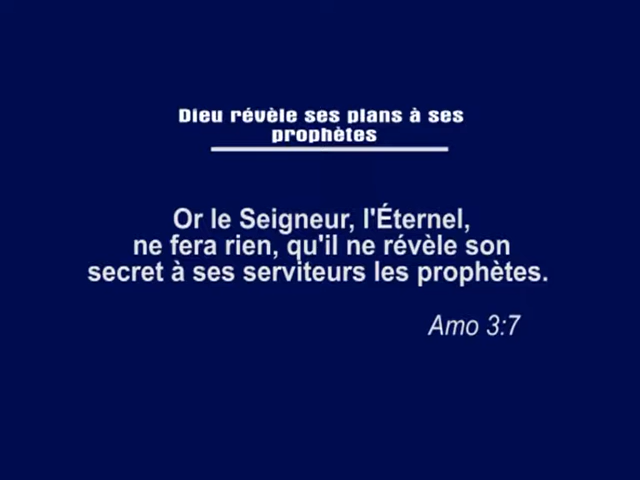 Dieu révèle ses plans à ses
prophètes
Or le Seigneur, l'Éternel,
ne fera rien, qu'il ne révèle son
secret à ses serviteurs les prophètes.
Amo 3:7